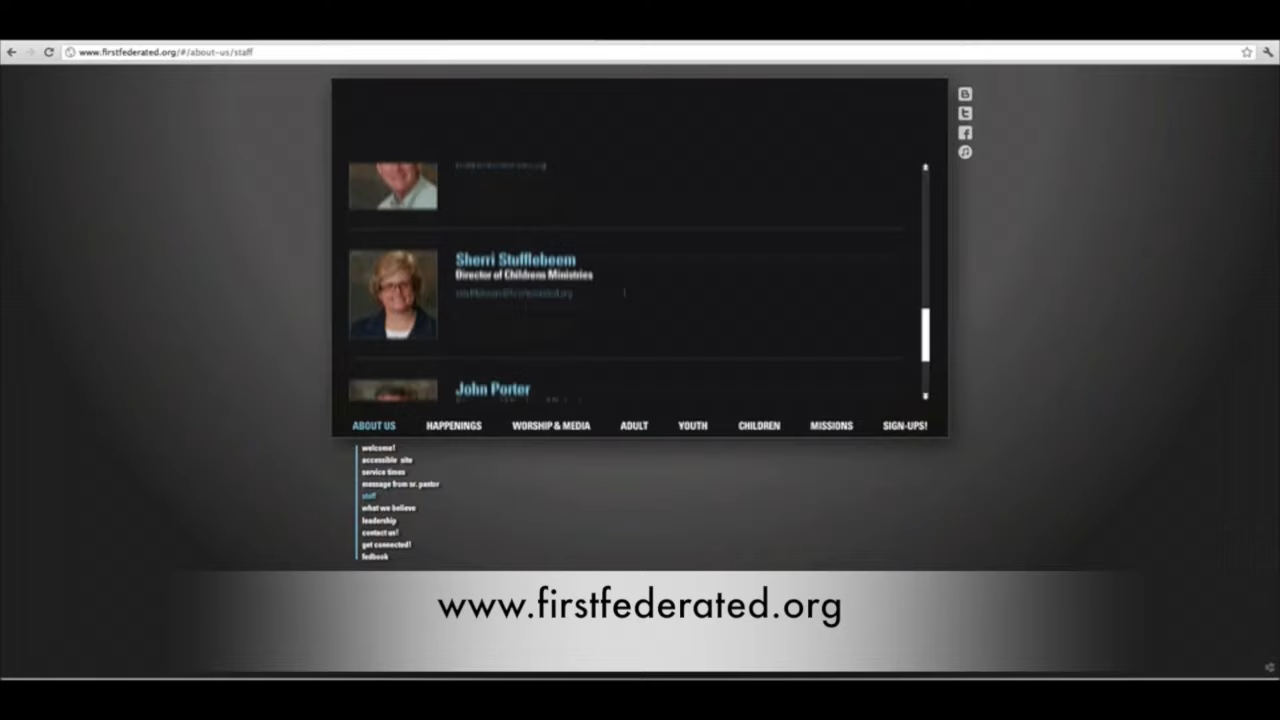 www.firstfederated.org/#/about-us/staff
Sherri Stufflebeem
Director of Childrens Ministries
John Porter
ABOUT US HAPPENINGS WORSHIP & MEDIA ADULT YOUTH CHILDREN MISSIONS SIGN-UPS!
welcome!
accessible site
service times
message from sr. pastor
staff
what we believe
leadership
contact us!
get connected!
fedbook
www.firstfederated.org